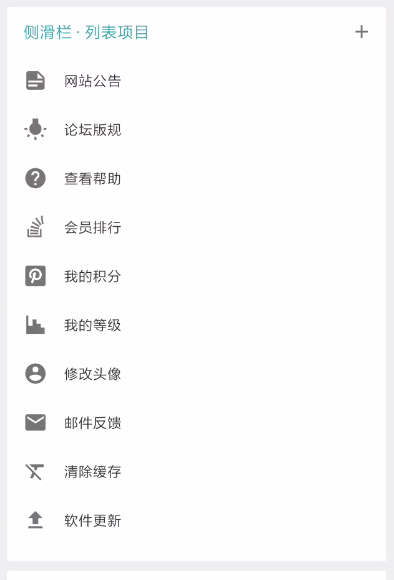 侧滑栏 · 列表项目
网站公告
论坛版规
查看帮助
会员排行
我的积分
我的等级
修改头像
邮件反馈
清除缓存
软件更新